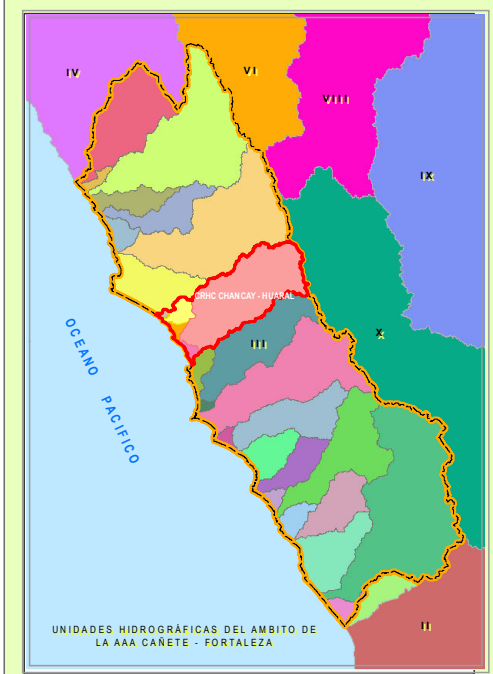 IV
VI
VIII
IX
CRHC CHANCAY - HUARAL
III
X
OCEANO PACIFICO
II
UNIDADES HIDROGRÁFICAS DEL AMBITO DE
LA AAA CAÑETE - FORTALEZA